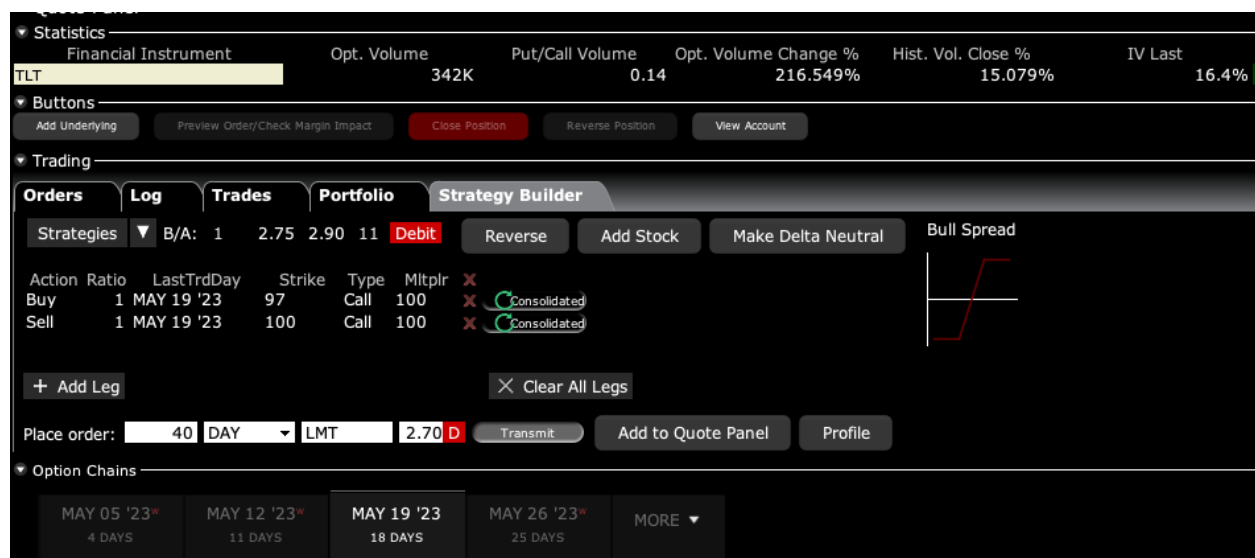 Quote Panel
Statistics
Financial Instrument Opt. Volume Put/Call Volume Opt. Volume Change % Hist. Vol. Close % IV Last
TLT 342K 0.14 216.549% 15.079% 16.4%
Buttons
Add Underlying Preview Order/Check Margin Impact Close Position Reverse Position View Account
Trading
Orders Log Trades Portfolio Strategy Builder
Strategies ▼ B/A: 1 2.75 2.90 11 Debit Reverse Add Stock Make Delta Neutral Bull Spread
Action Ratio LastTrdDay Strike Type Mltplr X
Buy 1 MAY 19 '23 97 Call 100 X Consolidated
Sell 1 MAY 19 '23 100 Call 100 X Consolidated
+ Add Leg X Clear All Legs
Place order: 40 DAY LMT 2.70 D Transmit Add to Quote Panel Profile
Option Chains
MAY 05 '23W MAY 12 '23W MAY 19 '23 MAY 26 '23W MORE ▼
4 DAYS 11 DAYS 18 DAYS 25 DAYS